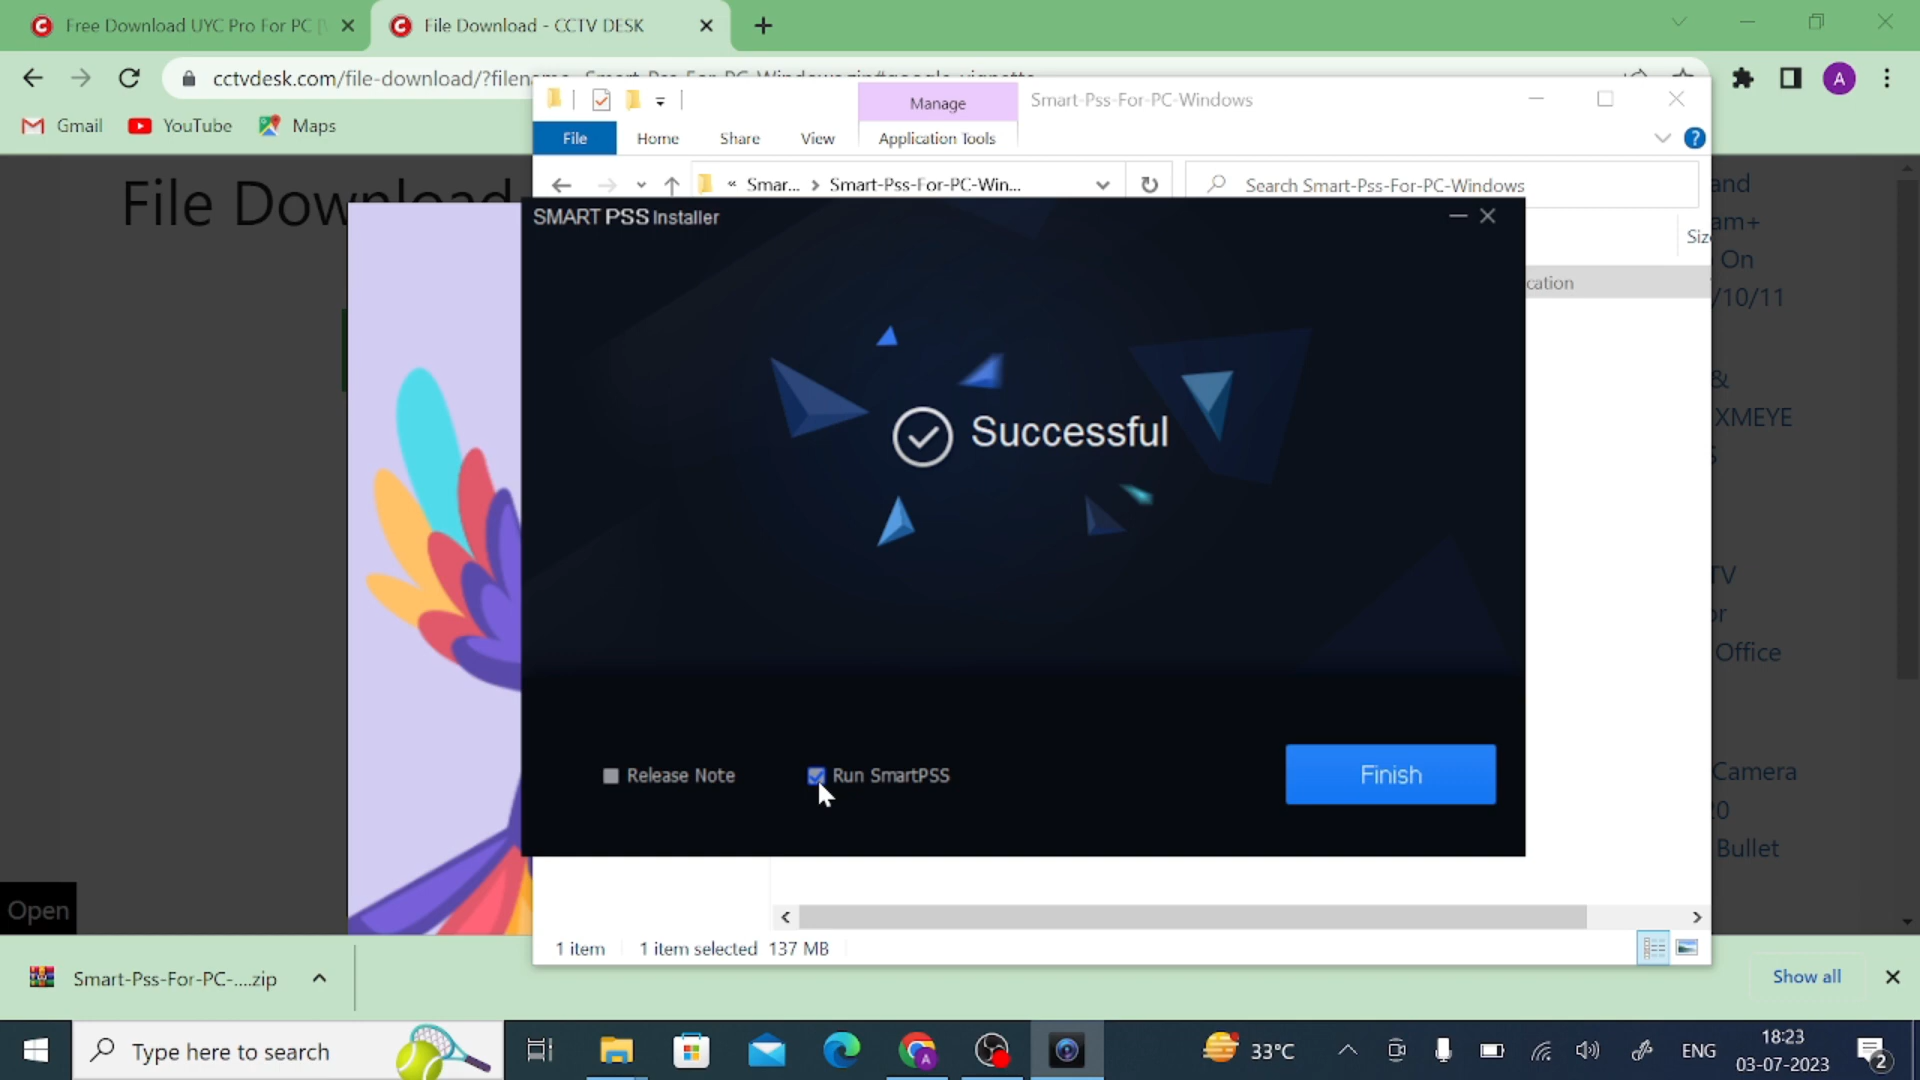 Free Download UYC Pro For PC [
File Download - CCTV DESK
cctvdesk.com/file-download/?filen
Gmail
YouTube
Maps
A
Manage
Smart-Pss-For-PC-Windows
File
Home
Share
View
Application Tools
?
« Smar... > Smart-Pss-For-PC-Win...
Search Smart-Pss-For-PC-Windows
File Dow
SMART PSS Installer
Siz
cation
and
am+
On
/10/11
&
XMEYE
Successful
TV
or
Office
Camera
Bullet
Release Note
Run SmartPSS
Finish
Open
1 item
1 item selected 137 MB
Smart-Pss-For-PC-....zip
Show all
Type here to search
33°C
ENG
18:23
03-07-2023
2